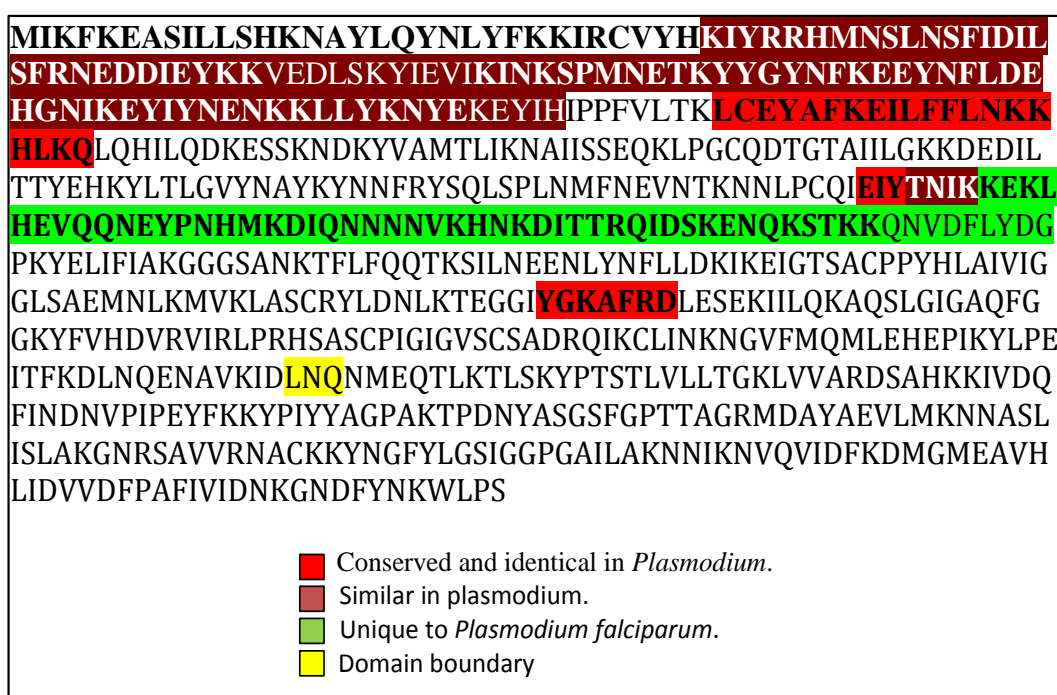 MIKFKEASILLSHKNAYLQYNLYFKKIRCVYHKIYRRHMNSLNSFIDIL
SFRNEDDIEYKKVEDLSKYIEVIKINKSPMNETKYYGYNFKEEYNFLDE
HGNIKEYIYNENKKLLYKNYEKEYIHIPPFVLTKLCEYAFKEILFFLNKK
HLKQLQHILQDKESSKNDKYVAMTLIKNAIISSEQKLPGCQDTGTAIILGKKDEDIL
TTYEHKYLTLGVYNAYKYNNFRYSQLSPLNMFNEVNTKNNLPCQIEIYTNIKKEKL
HEVQQNEYPNHMKDIQNNNNVKHNKDITTRQIDSKENQKSTKKQNVDFLYDG
PKYELIFIAKGGGSANKTFLFQQTKSILNEENLYNFLLDKIKEIGTSACPPYHLAIVIG
GLSAEMNLKMVKLASCRYLDNLKTEGGIYGKAFRDLESEKIILQKAQSLGIGAQFG
GKYFVHDVRVIRLPRHSASCPIGIGVSCSADRQIKCLINKNGVFMQMLEHEPIKYLPE
ITFKDLNQENAVKIDLNQNMEQTLKTLSKYPTSTLVLLTGKLVVARDSAHKKIVDQ
FINDNVPIPEYFKKYPIYYAGPAKTPDNYASGSFGPTTAGRMDAYAEVLMKNNASL
ISLAKGNRSAVVRNACKKYNGFYLGSIGGPGAILAKNNIKNVQVIDFKDMGMEAVH
LIDVVDFPAFIVIDNKGNDFYNKWLPS
Conserved and identical in Plasmodium.
Similar in plasmodium.
Unique to Plasmodium falciparum.
Domain boundary